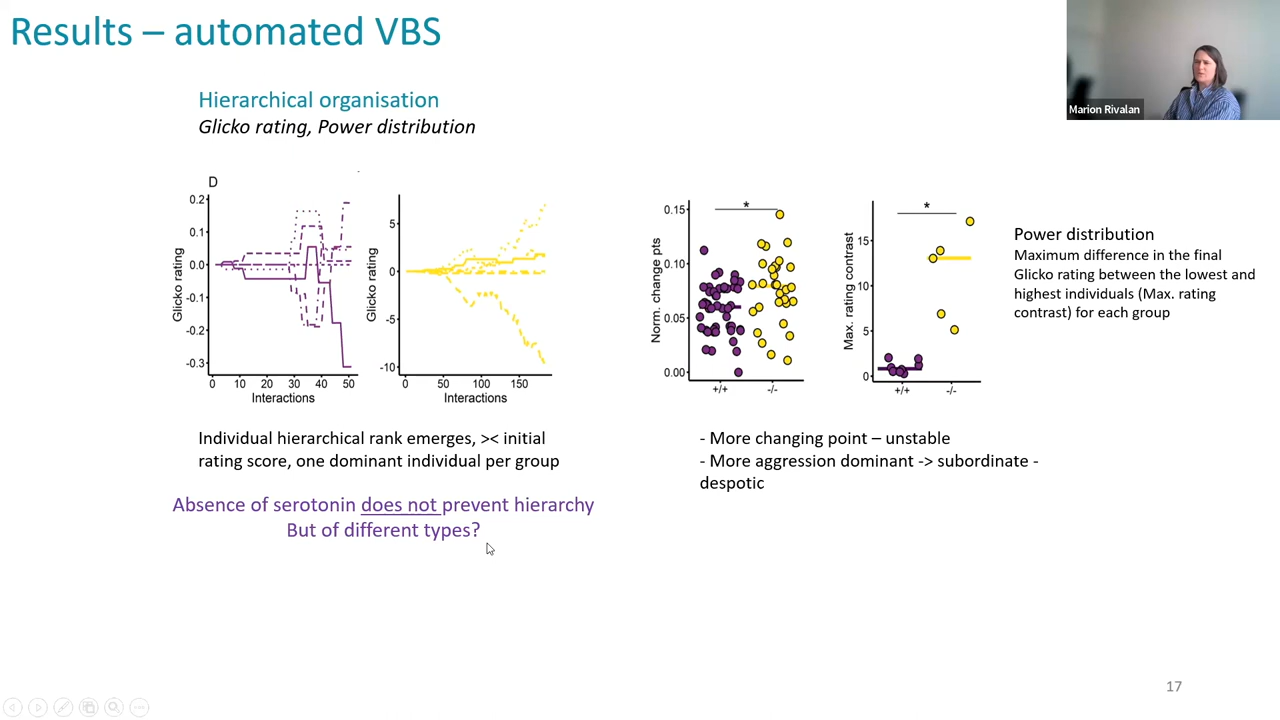 Results – automated VBS
Marion Rivalan
Hierarchical organisation
Glicko rating, Power distribution
D
Glicko rating
0.2
0.1
0.0
-0.1
-0.2
-0.3
0 10 20 30 40 50
Interactions
Glicko rating
5
0
-5
-10
0 50 100 150
Interactions
Norm. change pts
0.15
0.10
0.05
0.00
*
+/+ -/-
Max. rating contrast
15
10
5
0
*
+/+ -/-
Power distribution
Maximum difference in the final
Glicko rating between the lowest and
highest individuals (Max. rating
contrast) for each group
Individual hierarchical rank emerges, >< initial
rating score, one dominant individual per group
- More changing point – unstable
- More aggression dominant -> subordinate -
despotic
Absence of serotonin does not prevent hierarchy
But of different types?
17